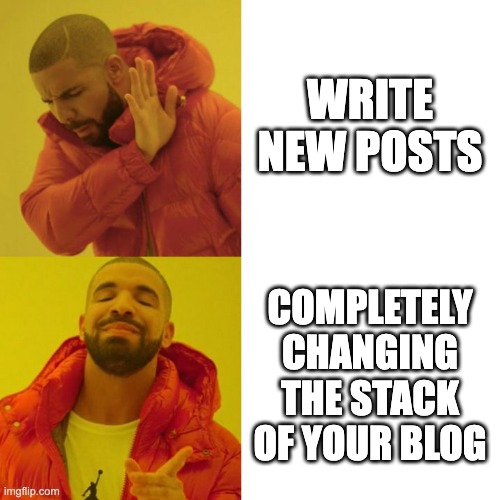 WRITE
NEW POSTS
COMPLETELY
CHANGING
THE STACK
OF YOUR BLOG
imgflip.com